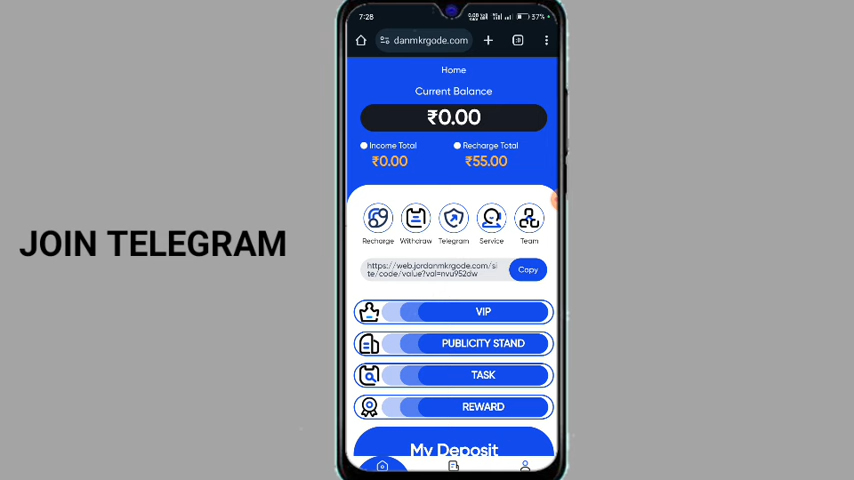 JOIN TELEGRAM
7:28
37%
danmkrgode.com
Home
Current Balance
₹0.00
Income Total
Recharge Total
₹0.00
₹55.00
Recharge
Withdraw
Telegram
Service
Team
https://web.jordanmkrgode.com/si
te/code/value?val=nvu952dw
Copy
VIP
PUBLICITY STAND
TASK
REWARD
My Deposit